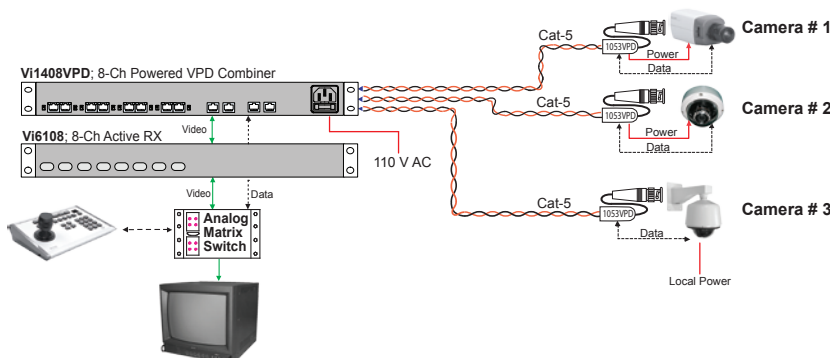 Cat-5
Camera # 1
1053VPD
Power
Data
Vi1408VPD; 8-Ch Powered VPD Combiner
Cat-5
Camera # 2
1053VPD
Power
Data
Video
Vi6108; 8-Ch Active RX
110 V AC
Video
Data
Cat-5
Camera # 3
1053VPD
Data
Analog
Matrix
Switch
Local Power